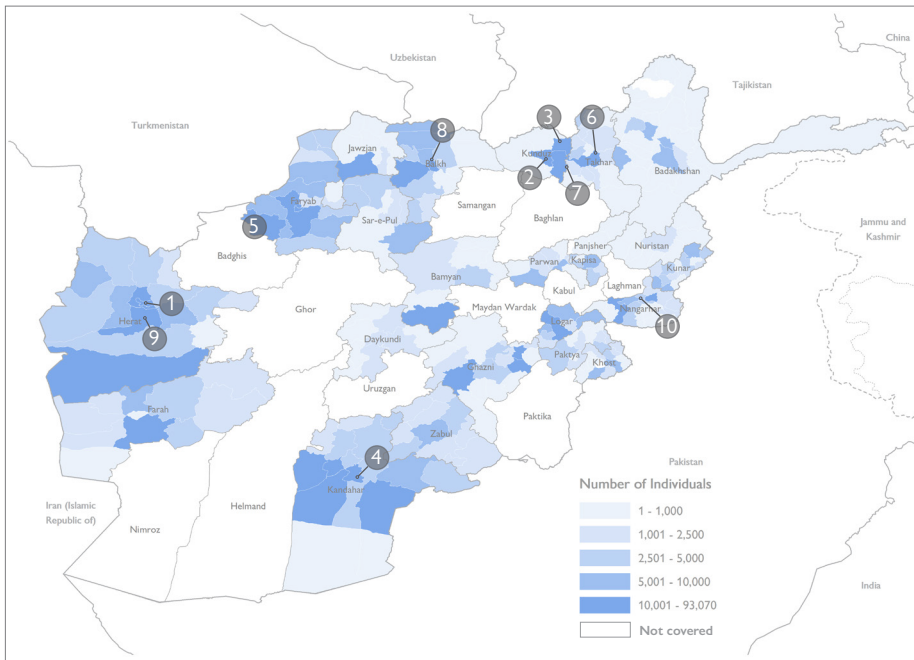 China
Uzbekistan
Tajikistan
Turkmenistan
3
6
8
Jawzjan
Balkh
Kunduz
Takhar
2
7
Badakhshan
Faryab
Sar-e-Pul
Samangan
Baghlan
5
Badghis
Panjsher
Nuristan
Jammu and
Kashmir
Parwan
Kapisa
Kunar
Bamyan
Laghman
Kabul
1
Ghor
Maydan Wardak
Nangarhar
Herat
9
Logar
10
Daykundi
Paktya
Khost
Ghazni
Uruzgan
Farah
Paktika
Zabul
4
Pakistan
Kandahar
Iran (Islamic
Republic of)
Helmand
Nimroz
India
Number of Individuals
1 - 1,000
1,001 - 2,500
2,501 - 5,000
5,001 - 10,000
10,001 - 93,070
Not covered